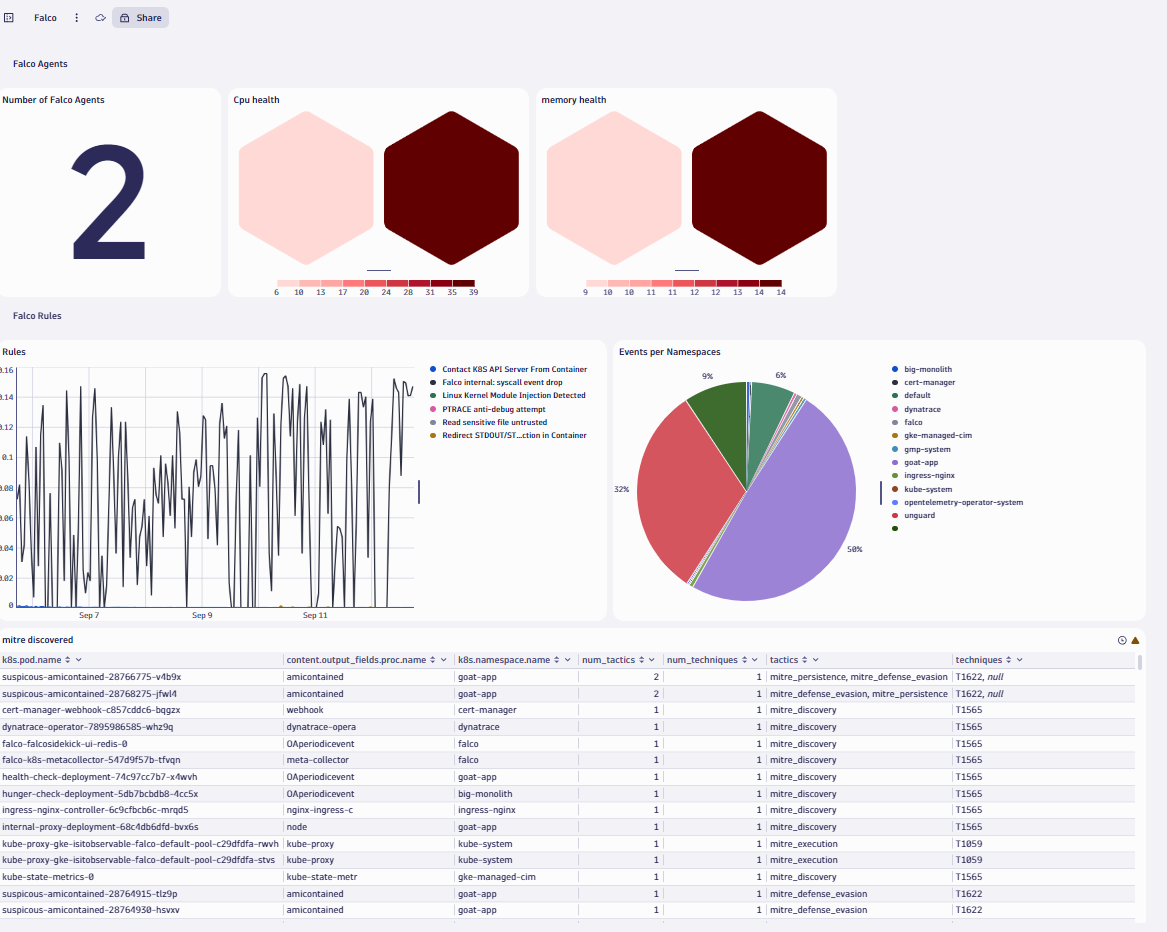 Falco
Share
Falco Agents
Number of Falco Agents
2
Cpu health
6 10 13 17 20 24 28 31 35 39
memory health
9 10 10 11 11 12 12 13 14 14
Falco Rules
Rules
0.16
0.14
0.12
0.1
0.08
0.06
0.04
0.02
0
Sep 7 Sep 9 Sep 11
Contact K8S API Server From Container
Falco internal: syscall event drop
Linux Kernel Module Injection Detected
PTRACE anti-debug attempt
Read sensitive file untrusted
Redirect STDOUT/ST...ction in Container
Events per Namespaces
9%
6%
32%
50%
big-monolith
cert-manager
default
dynatrace
falco
gke-managed-cim
gmp-system
goat-app
ingress-nginx
kube-system
opentelemetry-operator-system
unguard
mitre discovered
k8s.pod.name content.output_fields.proc.name k8s.namespace.name num_tactics num_techniques tactics techniques
suspicous-amicontained-28766775-v4b9x amicontained goat-app 2 1 mitre_persistence, mitre_defense_evasion T1622, null
suspicous-amicontained-28768275-jfwl4 amicontained goat-app 2 1 mitre_defense_evasion, mitre_persistence T1622, null
cert-manager-webhook-c857cddc6-bqgzx webhook cert-manager 1 1 mitre_discovery T1565
dynatrace-operator-7895986585-whz9q dynatrace-opera dynatrace 1 1 mitre_discovery T1565
falco-falcosidekick-ui-redis-0 OAperiodicevent falco 1 1 mitre_discovery T1565
falco-k8s-metacollector-547d9f57b-tfvqn meta-collector falco 1 1 mitre_discovery T1565
health-check-deployment-74c97cc7b7-x4wvh OAperiodicevent goat-app 1 1 mitre_discovery T1565
hunger-check-deployment-5db7bcbdb8-4cc5x OAperiodicevent big-monolith 1 1 mitre_discovery T1565
ingress-nginx-controller-6c9cfbcb6c-mrqd5 nginx-ingress-c ingress-nginx 1 1 mitre_discovery T1565
internal-proxy-deployment-68c4db6dfd-bvx6s node goat-app 1 1 mitre_discovery T1565
kube-proxy-gke-isitobservable-falco-default-pool-c29dfdfa-rwvh kube-proxy kube-system 1 1 mitre_execution T1059
kube-proxy-gke-isitobservable-falco-default-pool-c29dfdfa-stvs kube-proxy kube-system 1 1 mitre_execution T1059
kube-state-metrics-0 kube-state-metr gke-managed-cim 1 1 mitre_discovery T1565
suspicous-amicontained-28764915-tlz9p amicontained goat-app 1 1 mitre_defense_evasion T1622
suspicous-amicontained-28764930-hsvxv amicontained goat-app 1 1 mitre_defense_evasion T1622